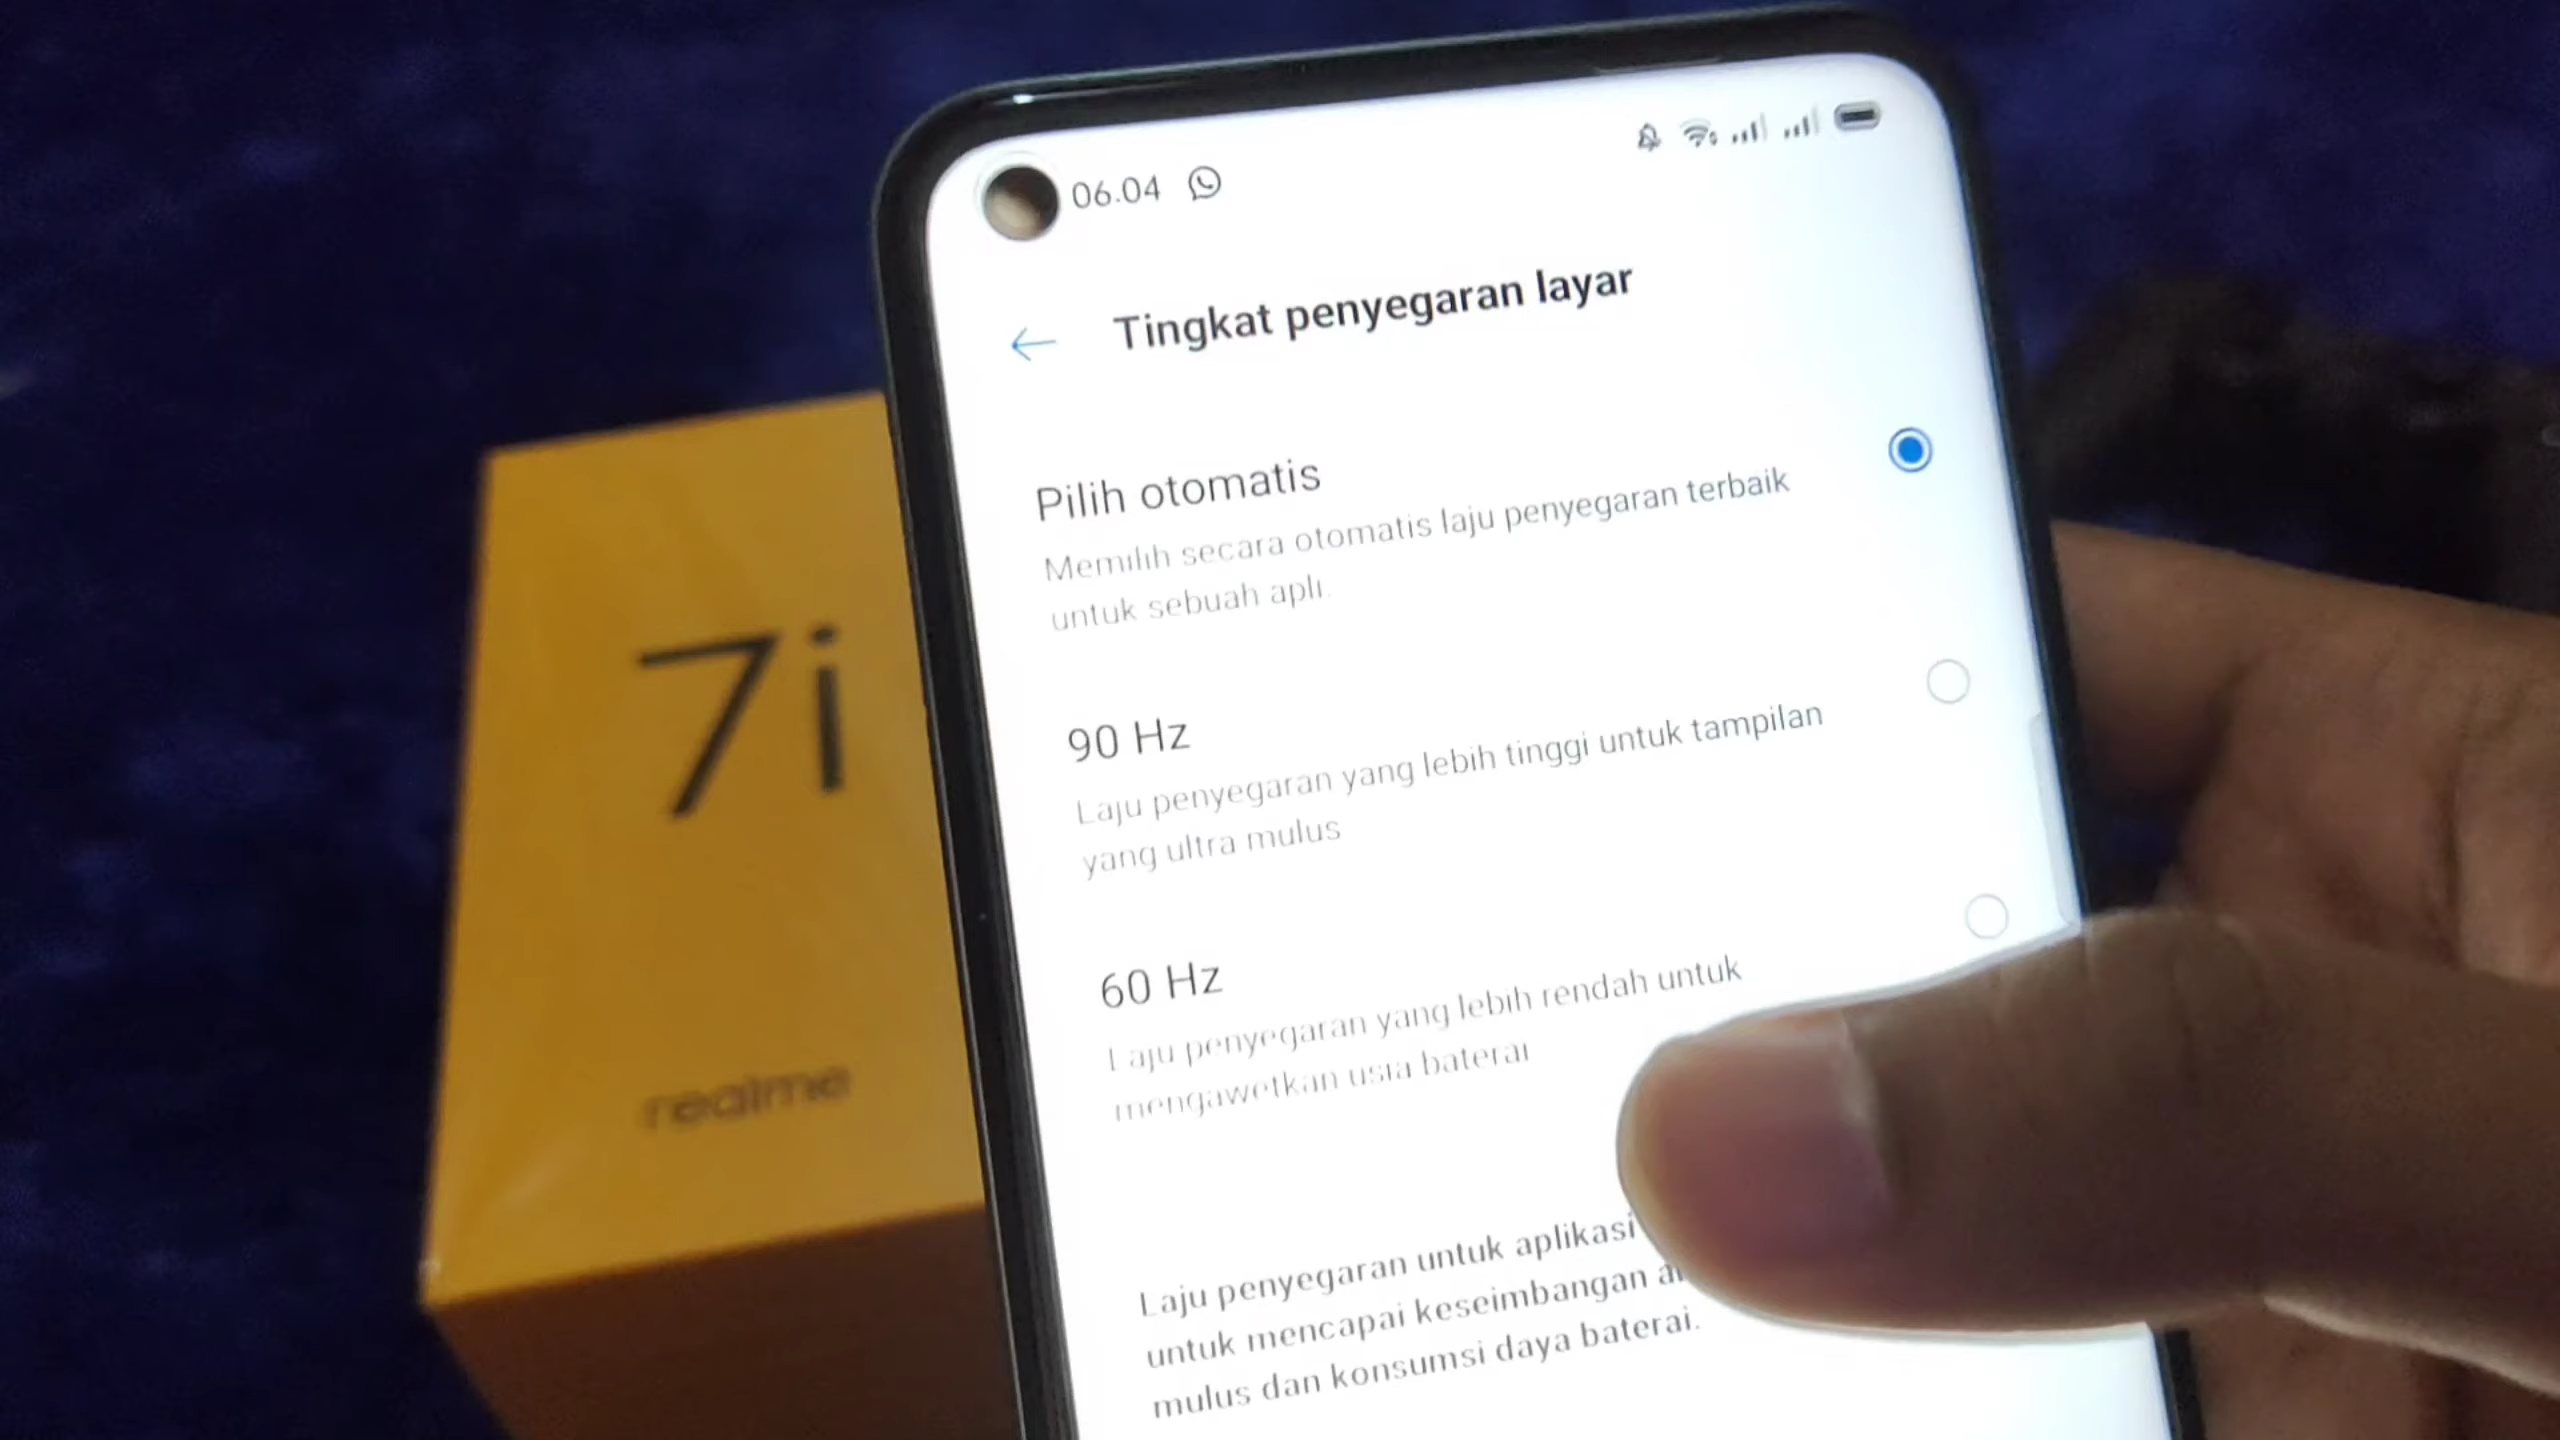 06.04
Tingkat penyegaran layar
Pilih otomatis
Memilih secara otomatis laju penyegaran terbaik
untuk sebuah apli.
90 Hz
Laju penyegaran yang lebih tinggi untuk tampilan
yang ultra mulus
60 Hz
Laju penyegaran yang lebih rendah untuk
mengawetkan usia baterai
Laju penyegaran untuk aplikasi
untuk mencapai keseimbangan
mulus dan konsumsi daya baterai.
7i
realme